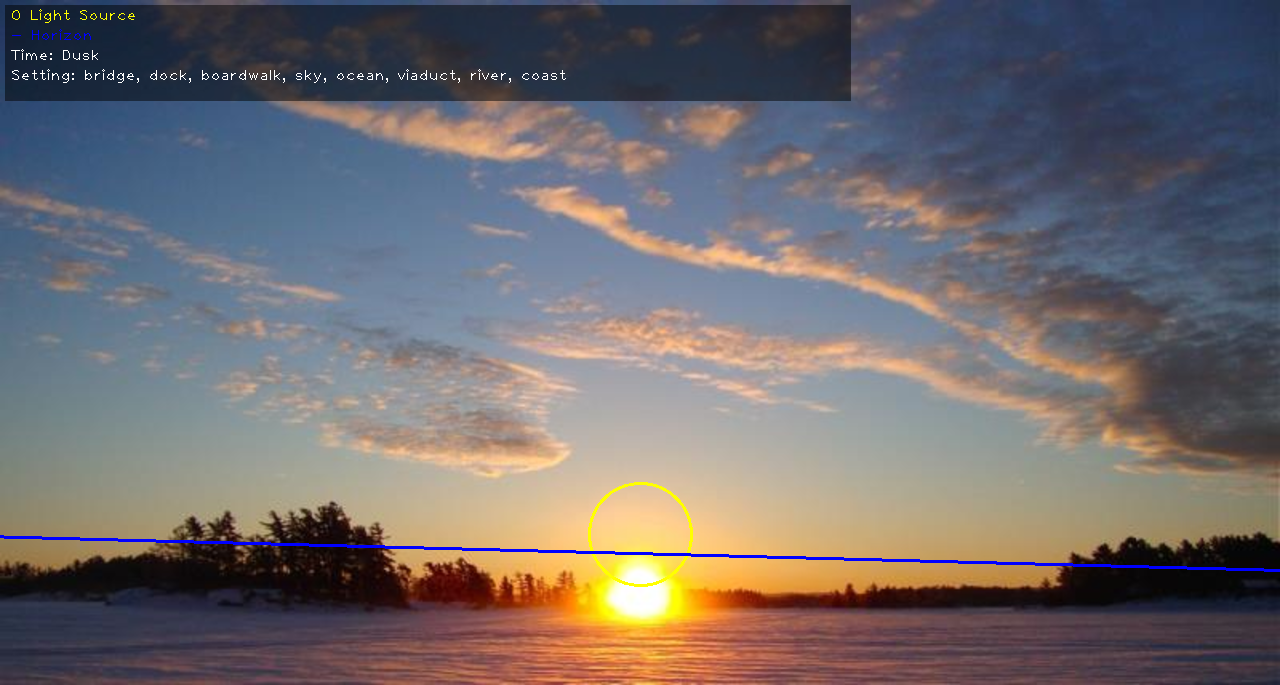 O Light Source
Horizon
Time: Dusk
Setting: bridge, dock, boardwalk, sky, ocean, viaduct, river, coast